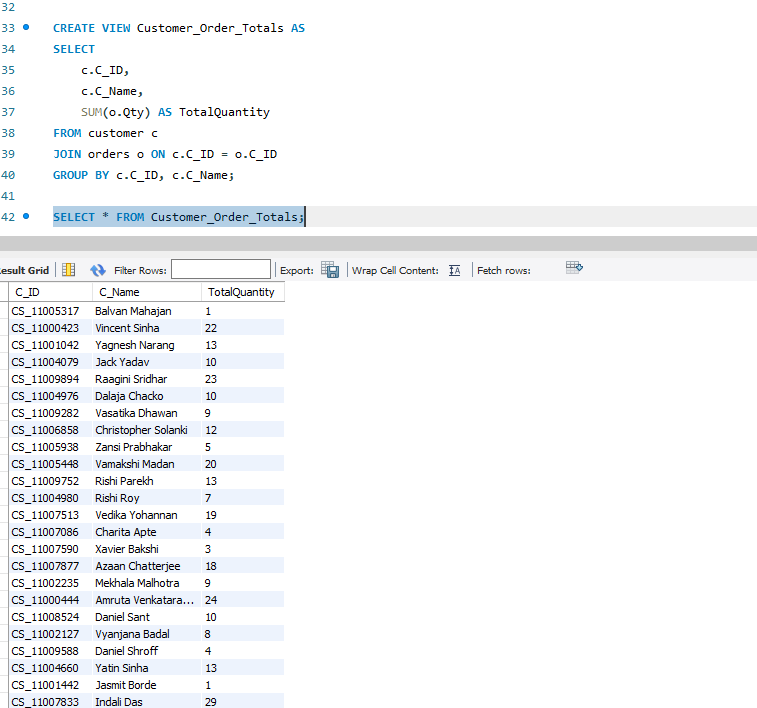 32
33 CREATE VIEW Customer_Order_Totals AS
34 SELECT
35 c.C_ID,
36 c.C_Name,
37 SUM(o.Qty) AS TotalQuantity
38 FROM customer c
39 JOIN orders o ON c.C_ID = o.C_ID
40 GROUP BY c.C_ID, c.C_Name;
41
42 SELECT * FROM Customer_Order_Totals;
esult Grid Filter Rows: Export: Wrap Cell Content: IA Fetch rows:
C_ID C_Name TotalQuantity
CS_11005317 Balvan Mahajan 1
CS_11000423 Vincent Sinha 22
CS_11001042 Yagnesh Narang 13
CS_11004079 Jack Yadav 10
CS_11009894 Raagini Sridhar 23
CS_11004976 Dalaja Chacko 10
CS_11009282 Vasatika Dhawan 9
CS_11006858 Christopher Solanki 12
CS_11005938 Zansi Prabhakar 5
CS_11005448 Vamakshi Madan 20
CS_11009752 Rishi Parekh 13
CS_11004980 Rishi Roy 7
CS_11007513 Vedika Yohannan 19
CS_11007086 Charita Apte 4
CS_11007590 Xavier Bakshi 3
CS_11007877 Azaan Chatterjee 18
CS_11002235 Mekhala Malhotra 9
CS_11000444 Amruta Venkatara... 24
CS_11008524 Daniel Sant 10
CS_11002127 Vyanjana Badal 8
CS_11009588 Daniel Shroff 4
CS_11004660 Yatin Sinha 13
CS_11001442 Jasmit Borde 1
CS_11007833 Indali Das 29